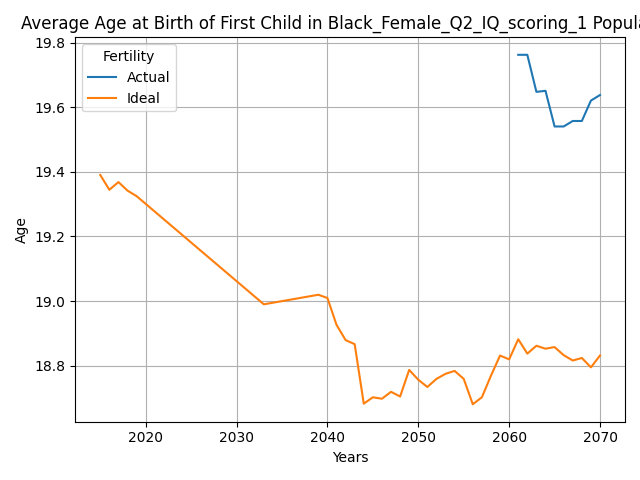 Average Age at Birth of First Child in Black_Female_Q2_IQ_scoring_1 Popula
19.8
19.6
19.4
19.2
19.0
18.8
Age
Fertility
Actual
Ideal
2020 2030 2040 2050 2060 2070
Years